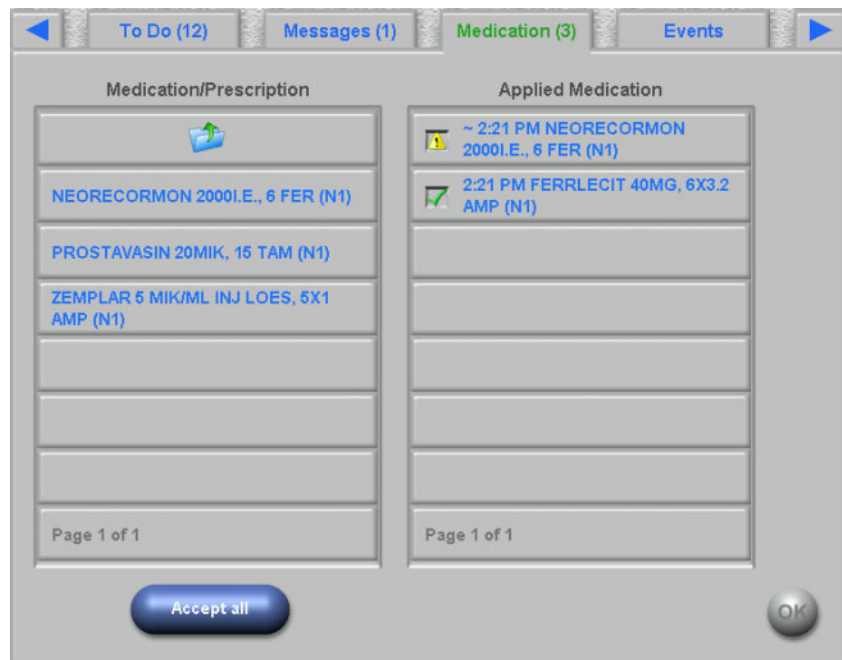 To Do (12)
Messages (1)
Medication (3)
Events
Medication/Prescription
NEORECORMON 2000I.E., 6 FER (N1)
PROSTAVASIN 20MIK, 15 TAM (N1)
ZEMPLAR 5 MIK/ML INJ LOES, 5X1
AMP (N1)
Page 1 of 1
Accept all
Applied Medication
~ 2:21 PM NEORECORMON
2000I.E., 6 FER (N1)
2:21 PM FERRLECIT 40MG, 6X3.2
AMP (N1)
Page 1 of 1
OK